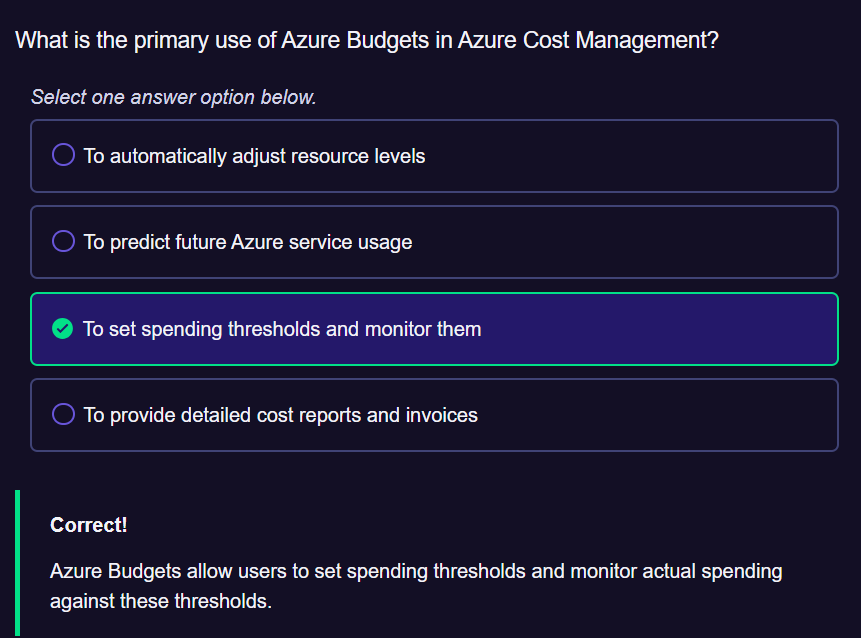 What is the primary use of Azure Budgets in Azure Cost Management?
Select one answer option below.
To automatically adjust resource levels
To predict future Azure service usage
To set spending thresholds and monitor them
To provide detailed cost reports and invoices
Correct!
Azure Budgets allow users to set spending thresholds and monitor actual spending
against these thresholds.